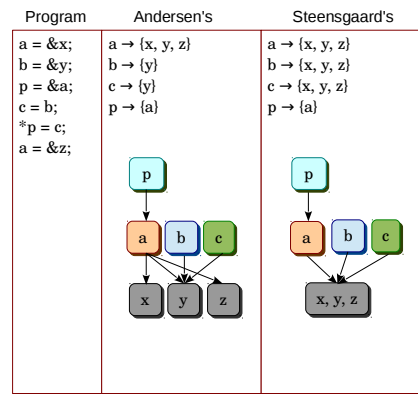 Program
Andersen's
Steensgaard's
a = &x;
b = &y;
p = &a;
c = b;
*p = c;
a = &z;
a → {x, y, z}
b → {y}
c → {y}
p → {a}
p
a
b
c
x
y
z
a → {x, y, z}
b → {x, y, z}
c → {x, y, z}
p → {a}
p
a
b
c
x, y, z